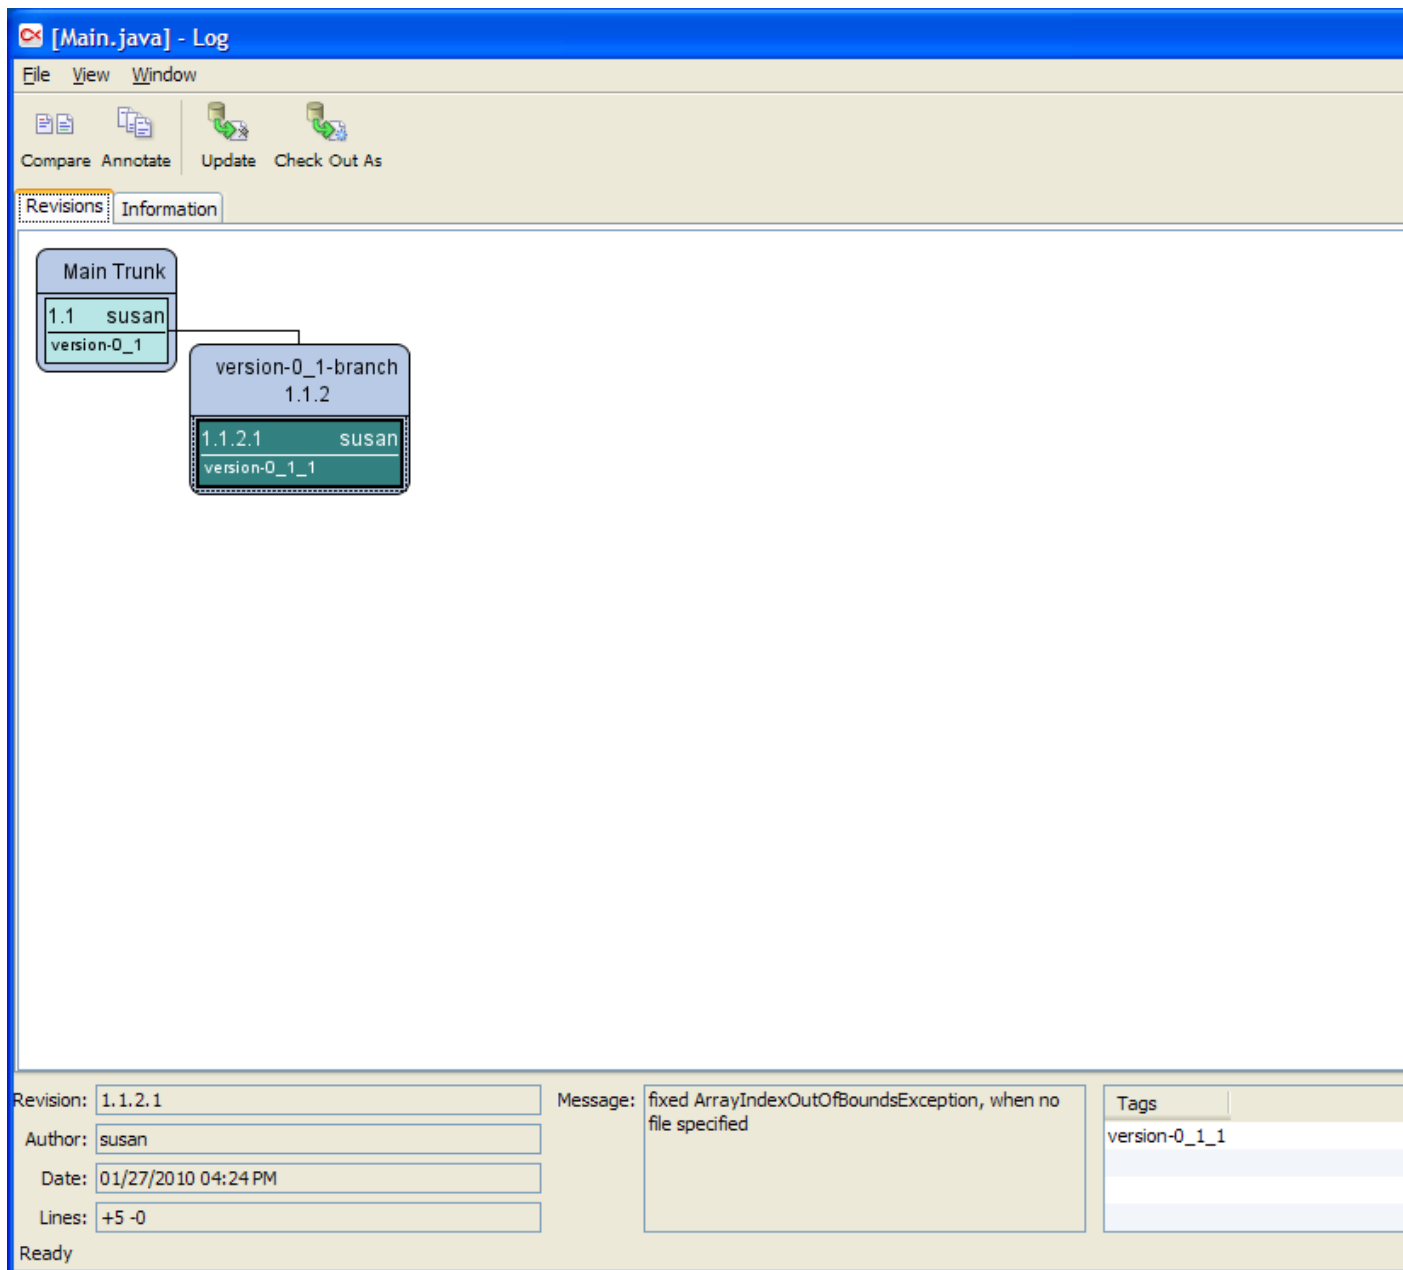 [Main.java] - Log
File View Window
Compare Annotate Update Check Out As
Revisions Information
Main Trunk
1.1 susan
version-0_1
version-0_1-branch
1.1.2
1.1.2.1 susan
version-0_1_1
Revision: 1.1.2.1
Author: susan
Date: 01/27/2010 04:24 PM
Lines: +5 -0
Message: fixed ArrayIndexOutOfBoundsException, when no
file specified
Tags
version-0_1_1
Ready